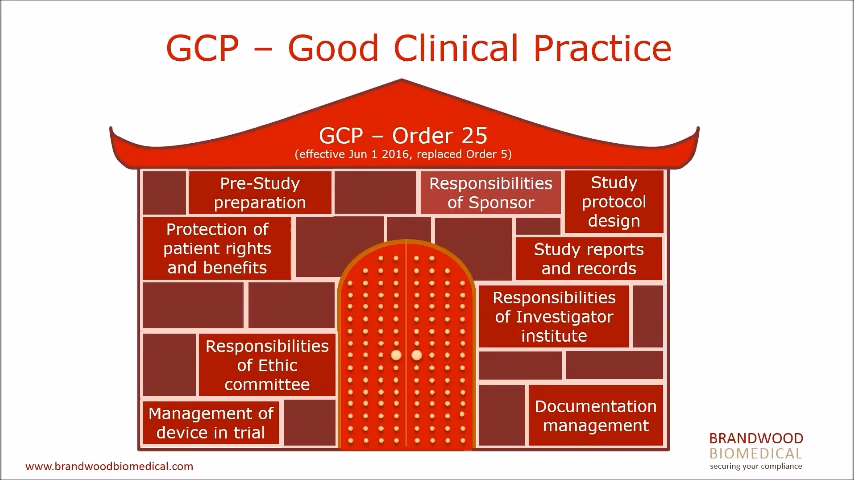 GCP – Good Clinical Practice
GCP – Order 25
(effective Jun 1 2016, replaced Order 5)
Pre-Study
preparation
Responsibilities
of Sponsor
Study
protocol
design
Protection of
patient rights
and benefits
Study reports
and records
Responsibilities
of Investigator
institute
Responsibilities
of Ethic
committee
Management of
device in trial
Documentation
management
www.brandwoodbiomedical.com
BRANDWOOD
BIOMEDICAL
securing your compliance